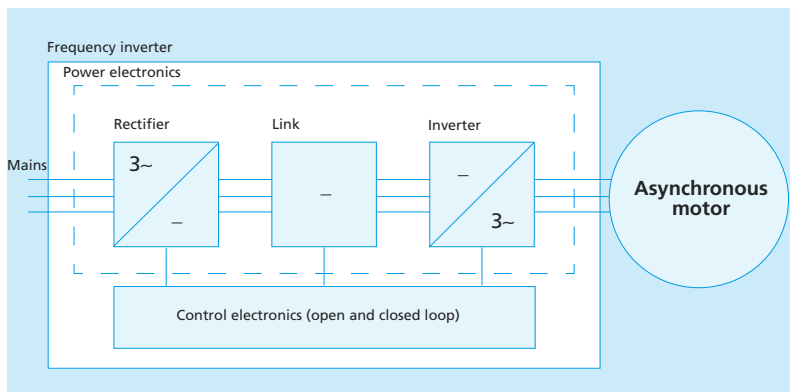 Frequency inverter
Power electronics
Rectifier
Link
Inverter
Mains
3~
–
–
–
3~
Asynchronous
motor
Control electronics (open and closed loop)